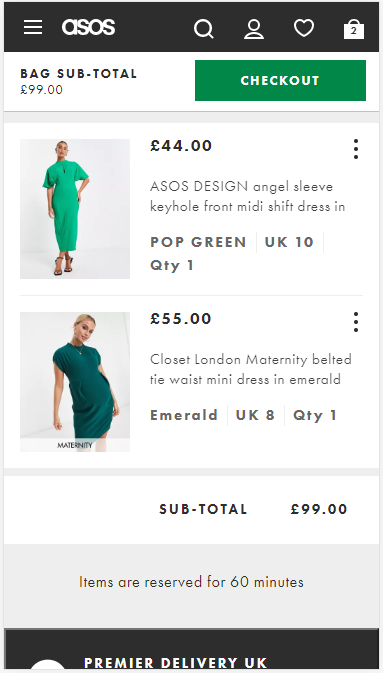 asos
2
BAG SUB-TOTAL
£99.00
CHECKOUT
£44.00
ASOS DESIGN angel sleeve
keyhole front midi shift dress in
POP GREEN UK 10
Qty 1
£55.00
Closet London Maternity belted
tie waist mini dress in emerald
Emerald UK 8 Qty 1
MATERNITY
SUB-TOTAL £99.00
Items are reserved for 60 minutes
PREMIER DELIVERY UK